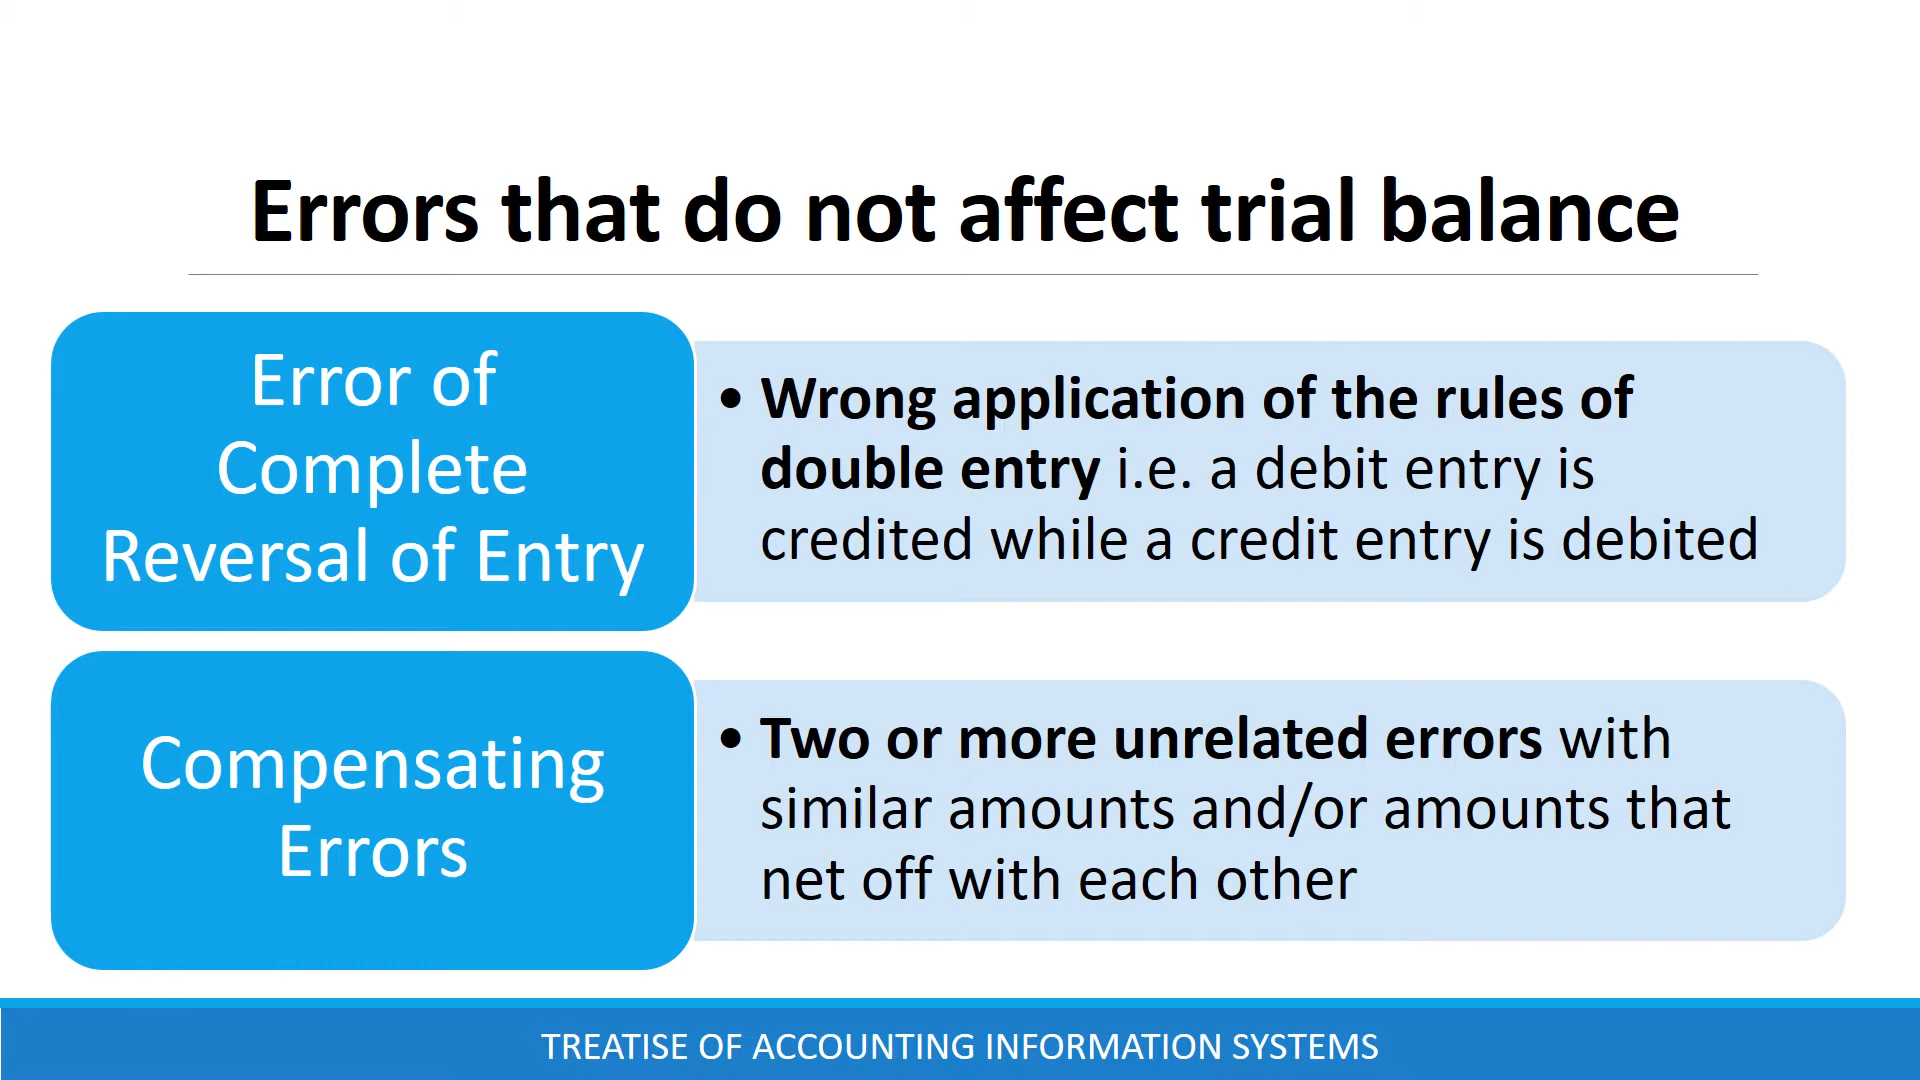 Errors that do not affect trial balance
Error of
Complete
Reversal of Entry
• Wrong application of the rules of
double entry i.e. a debit entry is
credited while a credit entry is debited
Compensating
Errors
• Two or more unrelated errors with
similar amounts and/or amounts that
net off with each other
TREATISE OF ACCOUNTING INFORMATION SYSTEMS